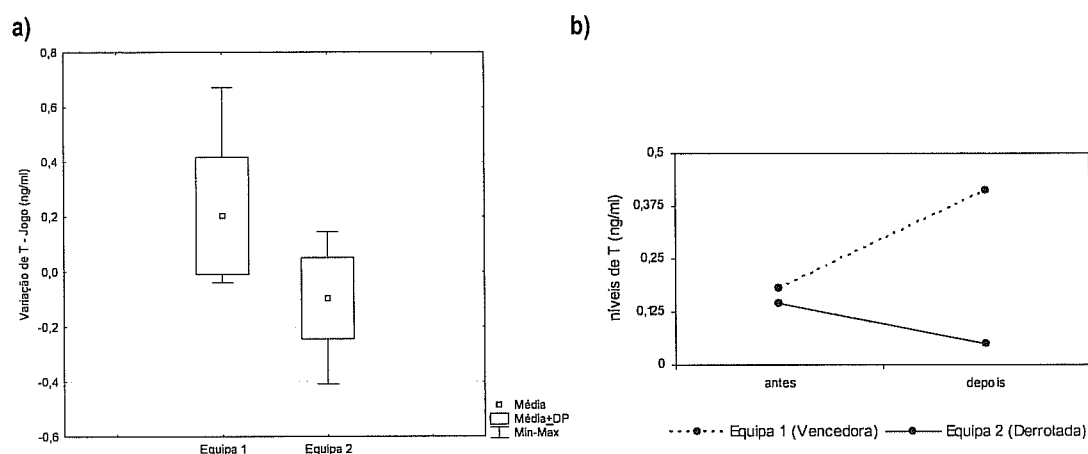 a)
Variação de T - Jogo (ng/ml)
0,8
0,6
0,4
0,2
0,0
-0,2
-0,4
-0,6
Equipa 1
Equipa 2
Média
Média±DP
Min-Max
b)
níveis de T (ng/ml)
0,5
0,375
0,25
0,125
0
antes
depois
Equipa 1 (Vencedora)
Equipa 2 (Derrotada)